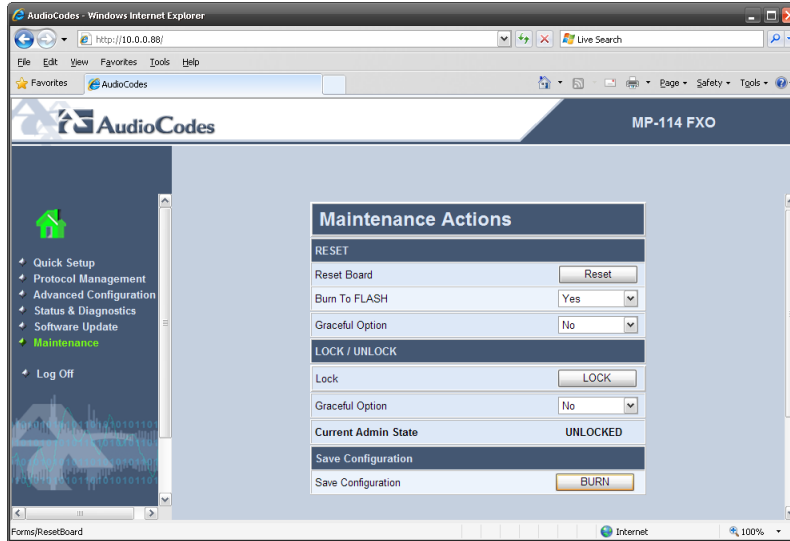 AudioCodes - Windows Internet Explorer
http://10.0.0.88/
Live Search
File Edit View Favorites Tools Help
Favorites
AudioCodes
Page
Safety
Tools
AudioCodes
MP-114 FXO
Quick Setup
Protocol Management
Advanced Configuration
Status & Diagnostics
Software Update
Maintenance
Log Off
Maintenance Actions
RESET
Reset Board Reset
Burn To FLASH Yes
Graceful Option No
LOCK / UNLOCK
Lock LOCK
Graceful Option No
Current Admin State UNLOCKED
Save Configuration
Save Configuration BURN
Forms/ResetBoard
Internet
100%